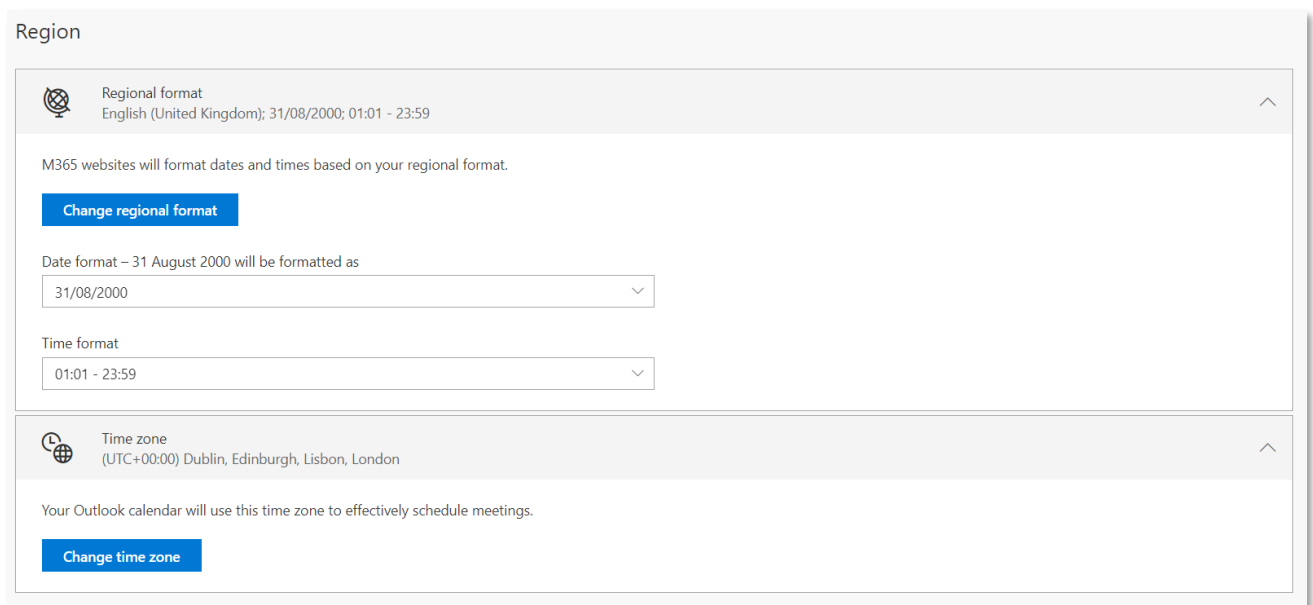 Region
Regional format
English (United Kingdom); 31/08/2000; 01:01 - 23:59
M365 websites will format dates and times based on your regional format.
Change regional format
Date format – 31 August 2000 will be formatted as
31/08/2000
Time format
01:01 - 23:59
Time zone
(UTC+00:00) Dublin, Edinburgh, Lisbon, London
Your Outlook calendar will use this time zone to effectively schedule meetings.
Change time zone